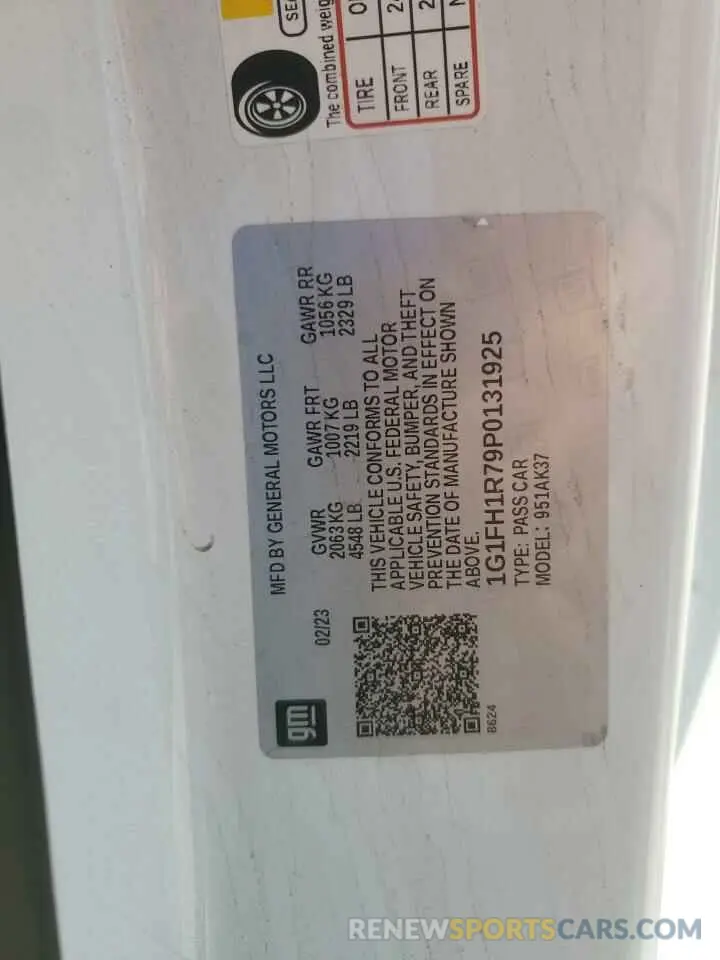 The combined
TIRE
FRONT
REAR
SPARE
MFD BY GENERAL MOTORS LLC
02/23
GVWR GAWR FRT GAWR RR
2063 KG 1007 KG 1056 KG
4548 LB 2219 LB 2329 LB
THIS VEHICLE CONFORMS TO ALL
APPLICABLE U.S. FEDERAL MOTOR
VEHICLE SAFETY, BUMPER, AND THEFT
PREVENTION STANDARDS IN EFFECT ON
THE DATE OF MANUFACTURE SHOWN
ABOVE.
1G1FH1R79P0131925
TYPE: PASS CAR
MODEL: 951AK37
gm
8624
RENEWSPORTSCARS.COM